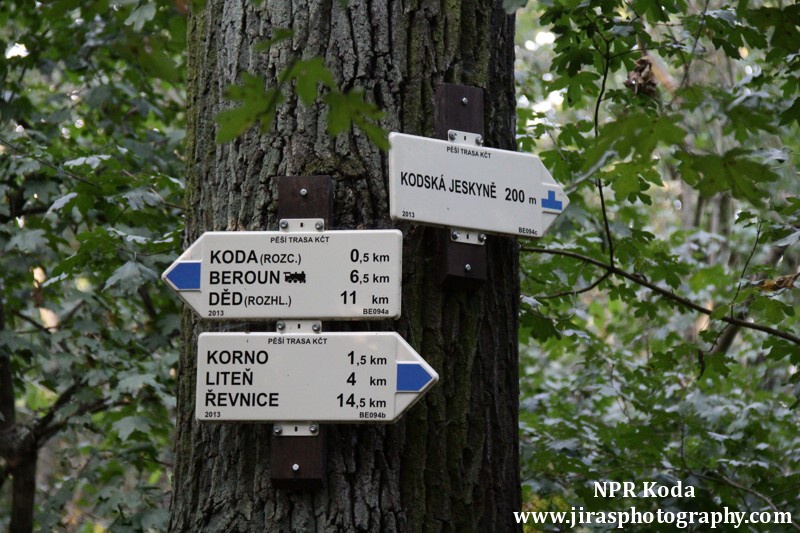 PĚŠÍ TRASA KČT
KODSKÁ JESKYNĚ 200 m
2013 BE094c
PĚŠÍ TRASA KČT
KODA (ROZC.) 0,5 km
BEROUN 6,5 km
DĚD (ROZHL.) 11 km
2013 BE094a
PĚŠÍ TRASA KČT
KORNO 1,5 km
LITEŇ 4 km
ŘEVNICE 14,5 km
2013 BE094b
NPR Koda
www.jirasphotography.com